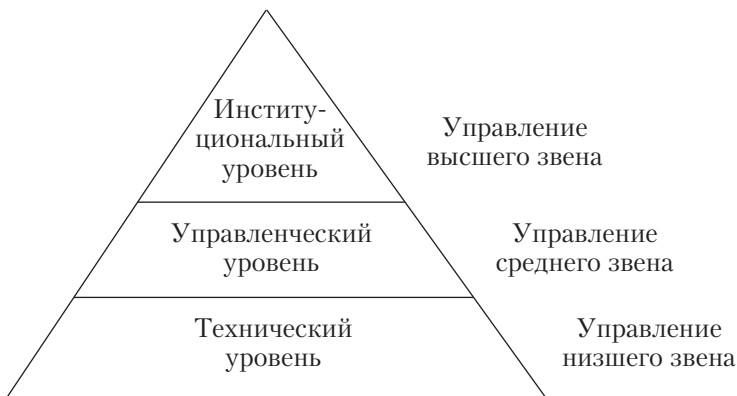 Институ-
циональный
уровень
Управление
высшего звена
Управленческий
уровень
Управление
среднего звена
Технический
уровень
Управление
низшего звена